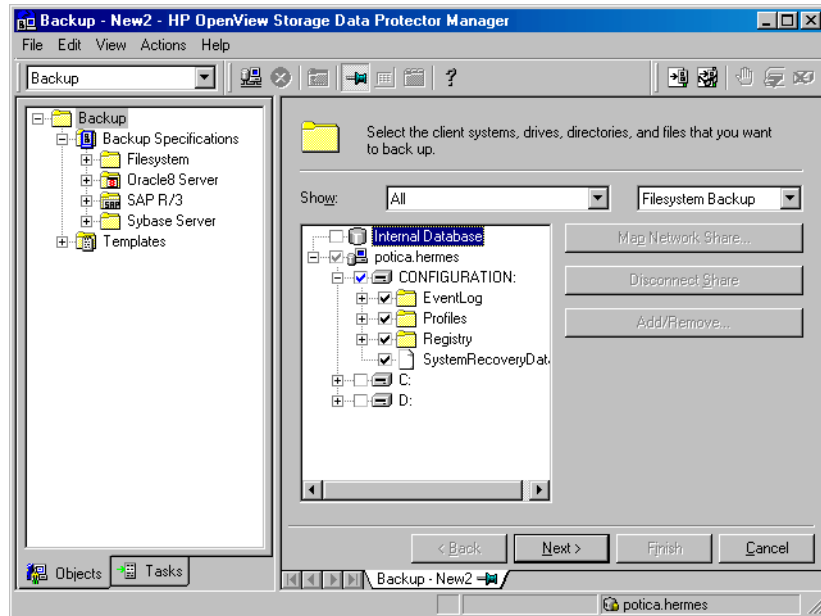 Backup - New2 - HP OpenView Storage Data Protector Manager
File Edit View Actions Help
Backup
?
Backup
Backup Specifications
Filesystem
Oracle8 Server
SAP R/3
Sybase Server
Templates
Objects
Tasks
Select the client systems, drives, directories, and files that you want
to back up.
Show:
All
Filesystem Backup
Internal Database
potica.hermes
CONFIGURATION:
EventLog
Profiles
Registry
SystemRecoveryDat
C:
D:
Map Network Share...
Disconnect Share
Add/Remove...
< Back
Next >
Finish
Cancel
Backup - New2
potica.hermes